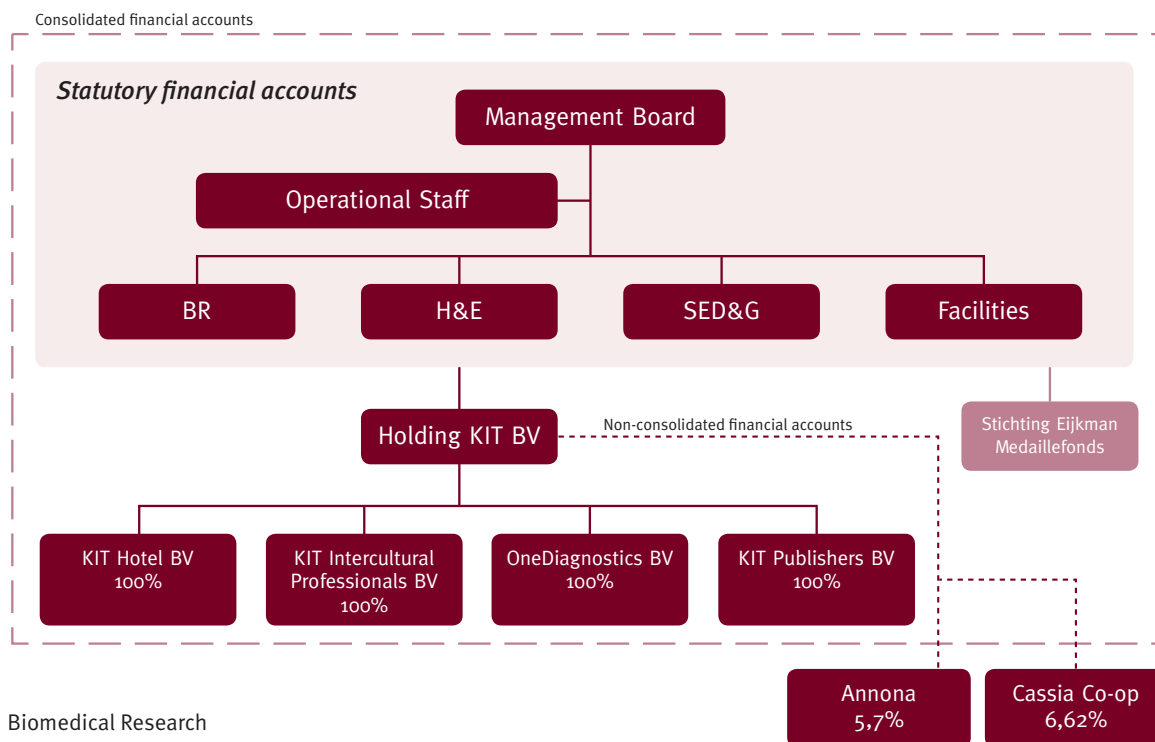 Consolidated financial accounts
Statutory financial accounts
Management Board
Operational Staff
BR
H&E
SED&G
Facilities
Holding KIT BV
Non-consolidated financial accounts
Stichting Eijkman
Medaillefonds
KIT Hotel BV
100%
KIT Intercultural
Professionals BV
100%
OneDiagnostics BV
100%
KIT Publishers BV
100%
Annona
5,7%
Cassia Co-op
6,62%
Biomedical Research